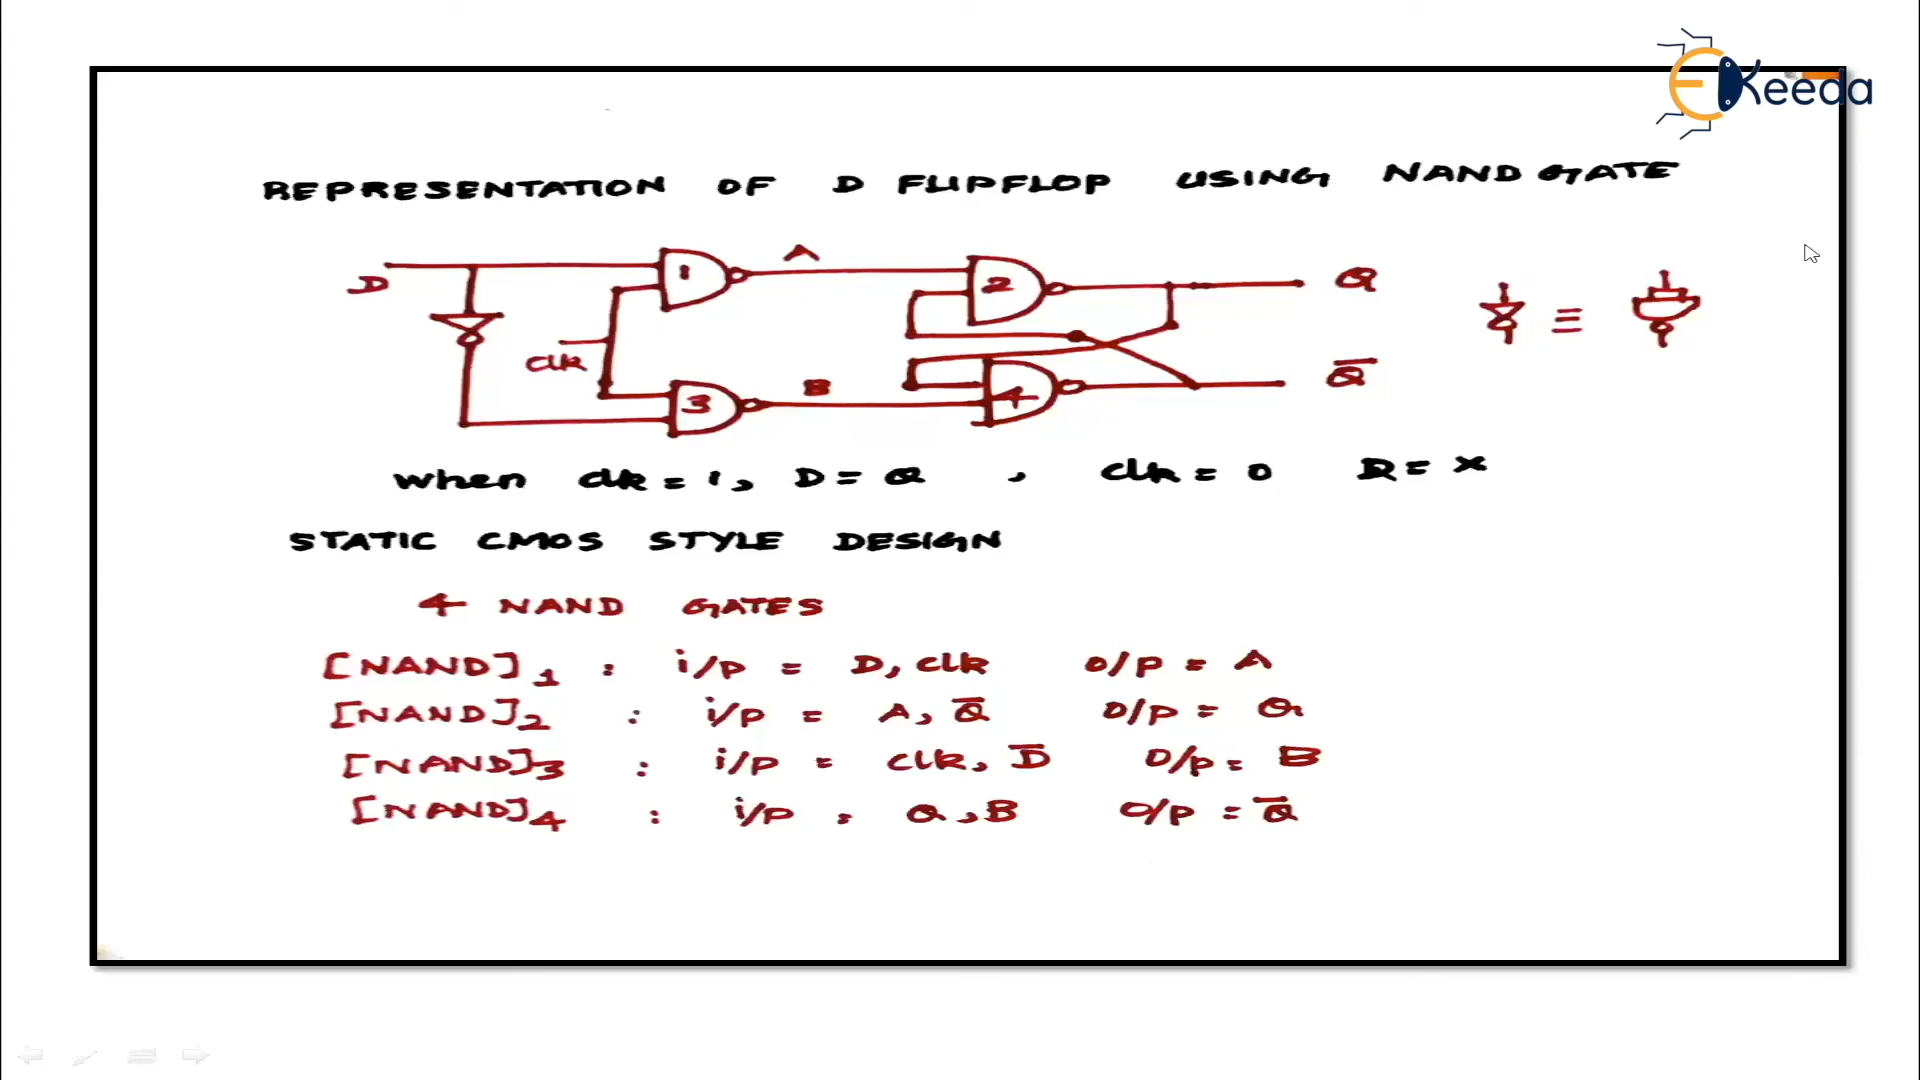 EKeeda
REPRESENTATION OF D FLIPFLOP USING NAND GATE
D
1
A
2
Q
≡
clk
3
B
4
Q̅
when clk = 1, D = Q , clk = 0 D = x
STATIC CMOS STYLE DESIGN
4 NAND GATES
[NAND]1 : i/p = D, clk o/p = A
[NAND]2 : i/p = A, Q̅ o/p = Q
[NAND]3 : i/p = clk, D̅ o/p = B
[NAND]4 : i/p = Q, B o/p = Q̅